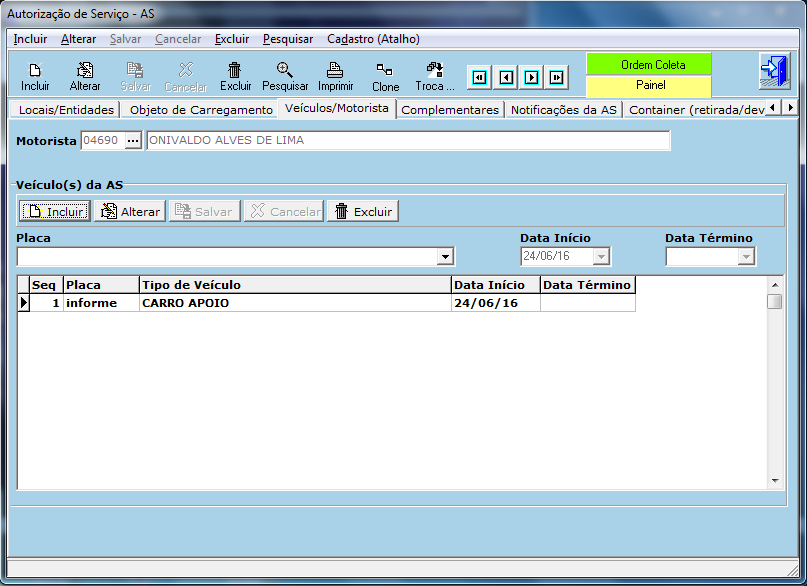 Autorização de Serviço - AS
Incluir Alterar Salvar Cancelar Excluir Pesquisar Cadastro (Atalho)
Incluir Alterar Salvar Cancelar Excluir Pesquisar Imprimir Clone Troca ...
Ordem Coleta
Painel
Locais/Entidades Objeto de Carregamento Veículos/Motorista Complementares Notificações da AS Container (retirada/dev
Motorista 04690 ... ONIVALDO ALVES DE LIMA
Veículo(s) da AS
Incluir Alterar Salvar Cancelar Excluir
Placa Data Início Data Término
24/06/16
Seq Placa Tipo de Veículo Data Início Data Término
1 informe CARRO APOIO 24/06/16